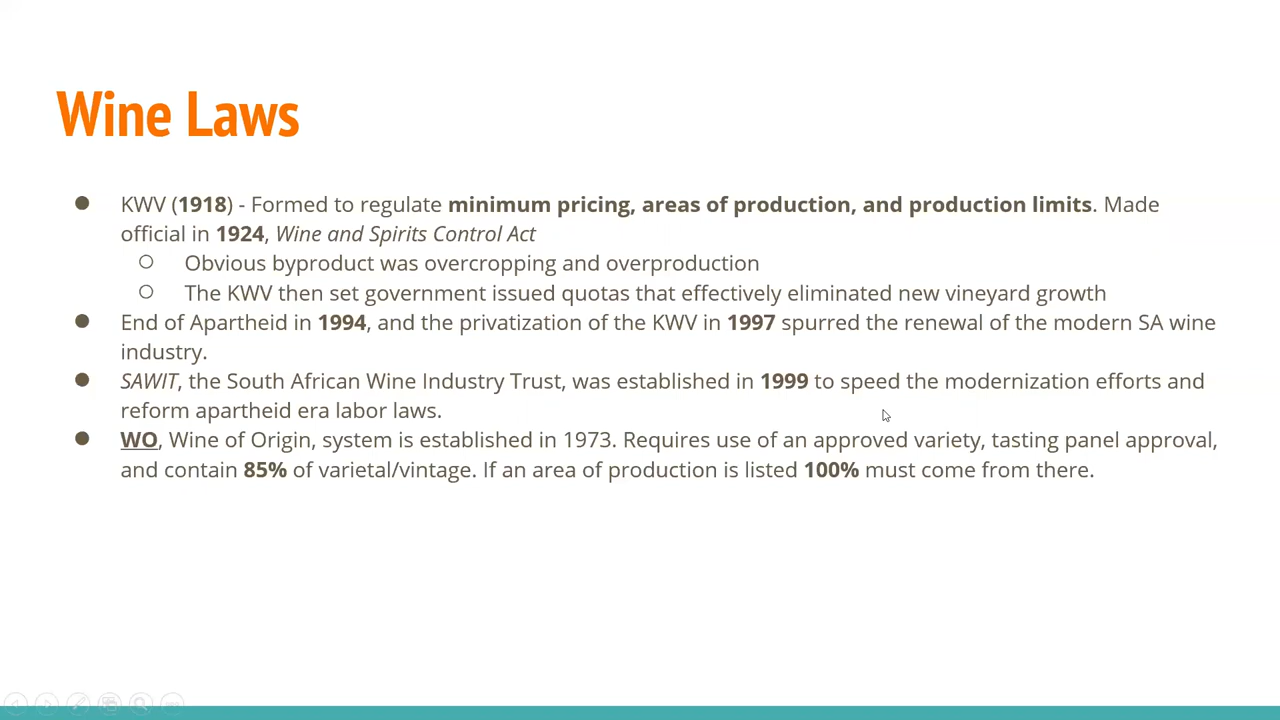 Wine Laws
● KWV (1918) - Formed to regulate minimum pricing, areas of production, and production limits. Made
official in 1924, Wine and Spirits Control Act
○ Obvious byproduct was overcropping and overproduction
○ The KWV then set government issued quotas that effectively eliminated new vineyard growth
● End of Apartheid in 1994, and the privatization of the KWV in 1997 spurred the renewal of the modern SA wine
industry.
● SAWIT, the South African Wine Industry Trust, was established in 1999 to speed the modernization efforts and
reform apartheid era labor laws.
● WO, Wine of Origin, system is established in 1973. Requires use of an approved variety, tasting panel approval,
and contain 85% of varietal/vintage. If an area of production is listed 100% must come from there.